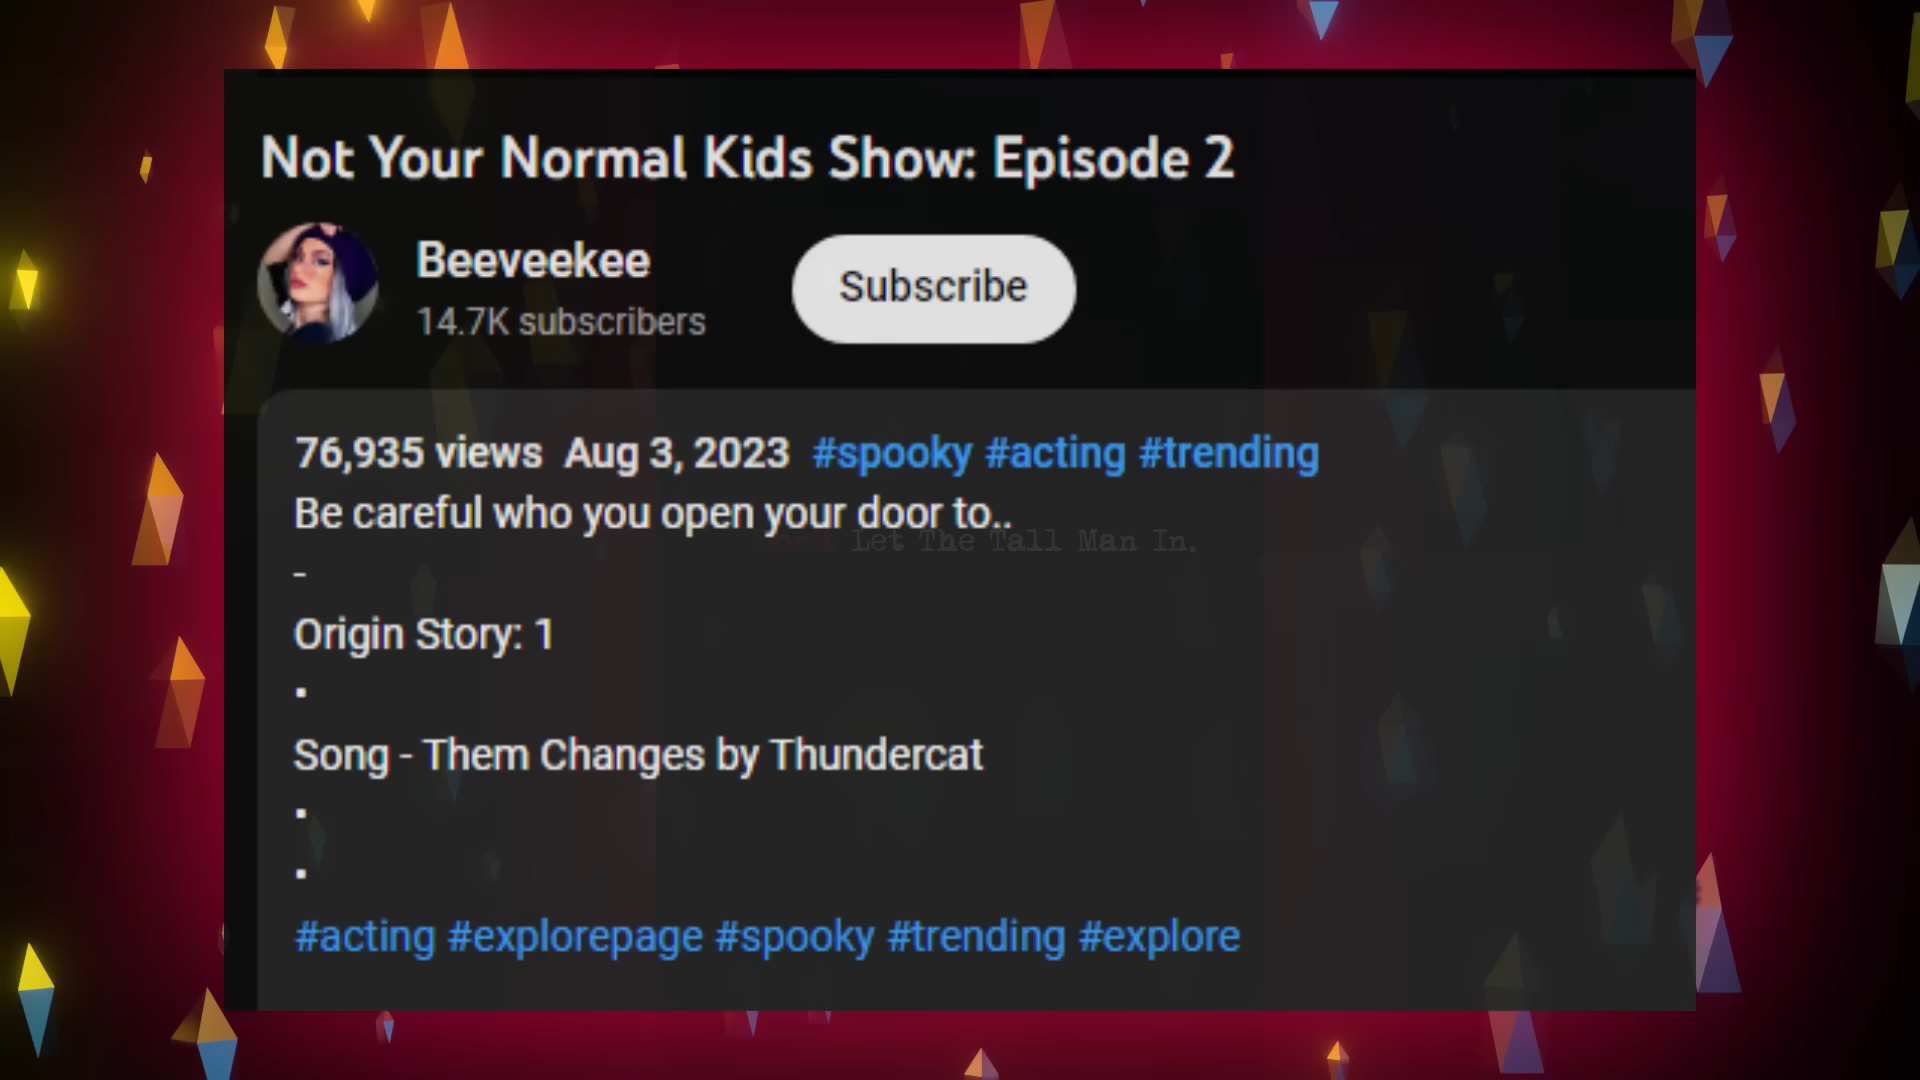 Not Your Normal Kids Show: Episode 2
Beeveekee
14.7K subscribers
Subscribe
76,935 views Aug 3, 2023 #spooky #acting #trending
Be careful who you open your door to..
Let The Tall Man In.
-
Origin Story: 1
.
Song - Them Changes by Thundercat
.
.
#acting #explorepage #spooky #trending #explore